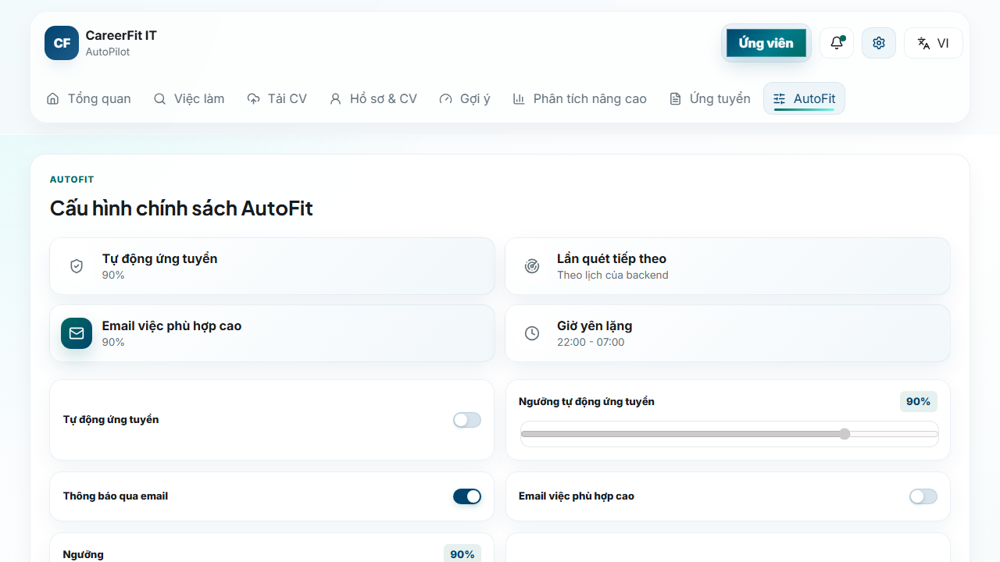 CF
CareerFit IT
AutoPilot
Ứng viên
VI
Tổng quan
Việc làm
Tải CV
Hồ sơ & CV
Gợi ý
Phân tích nâng cao
Ứng tuyển
AutoFit
AUTOFIT
Cấu hình chính sách AutoFit
Tự động ứng tuyển
90%
Lần quét tiếp theo
Theo lịch của backend
Email việc phù hợp cao
90%
Giờ yên lặng
22:00 - 07:00
Tự động ứng tuyển
Ngưỡng tự động ứng tuyển
90%
Thông báo qua email
Email việc phù hợp cao
Ngưỡng
90%